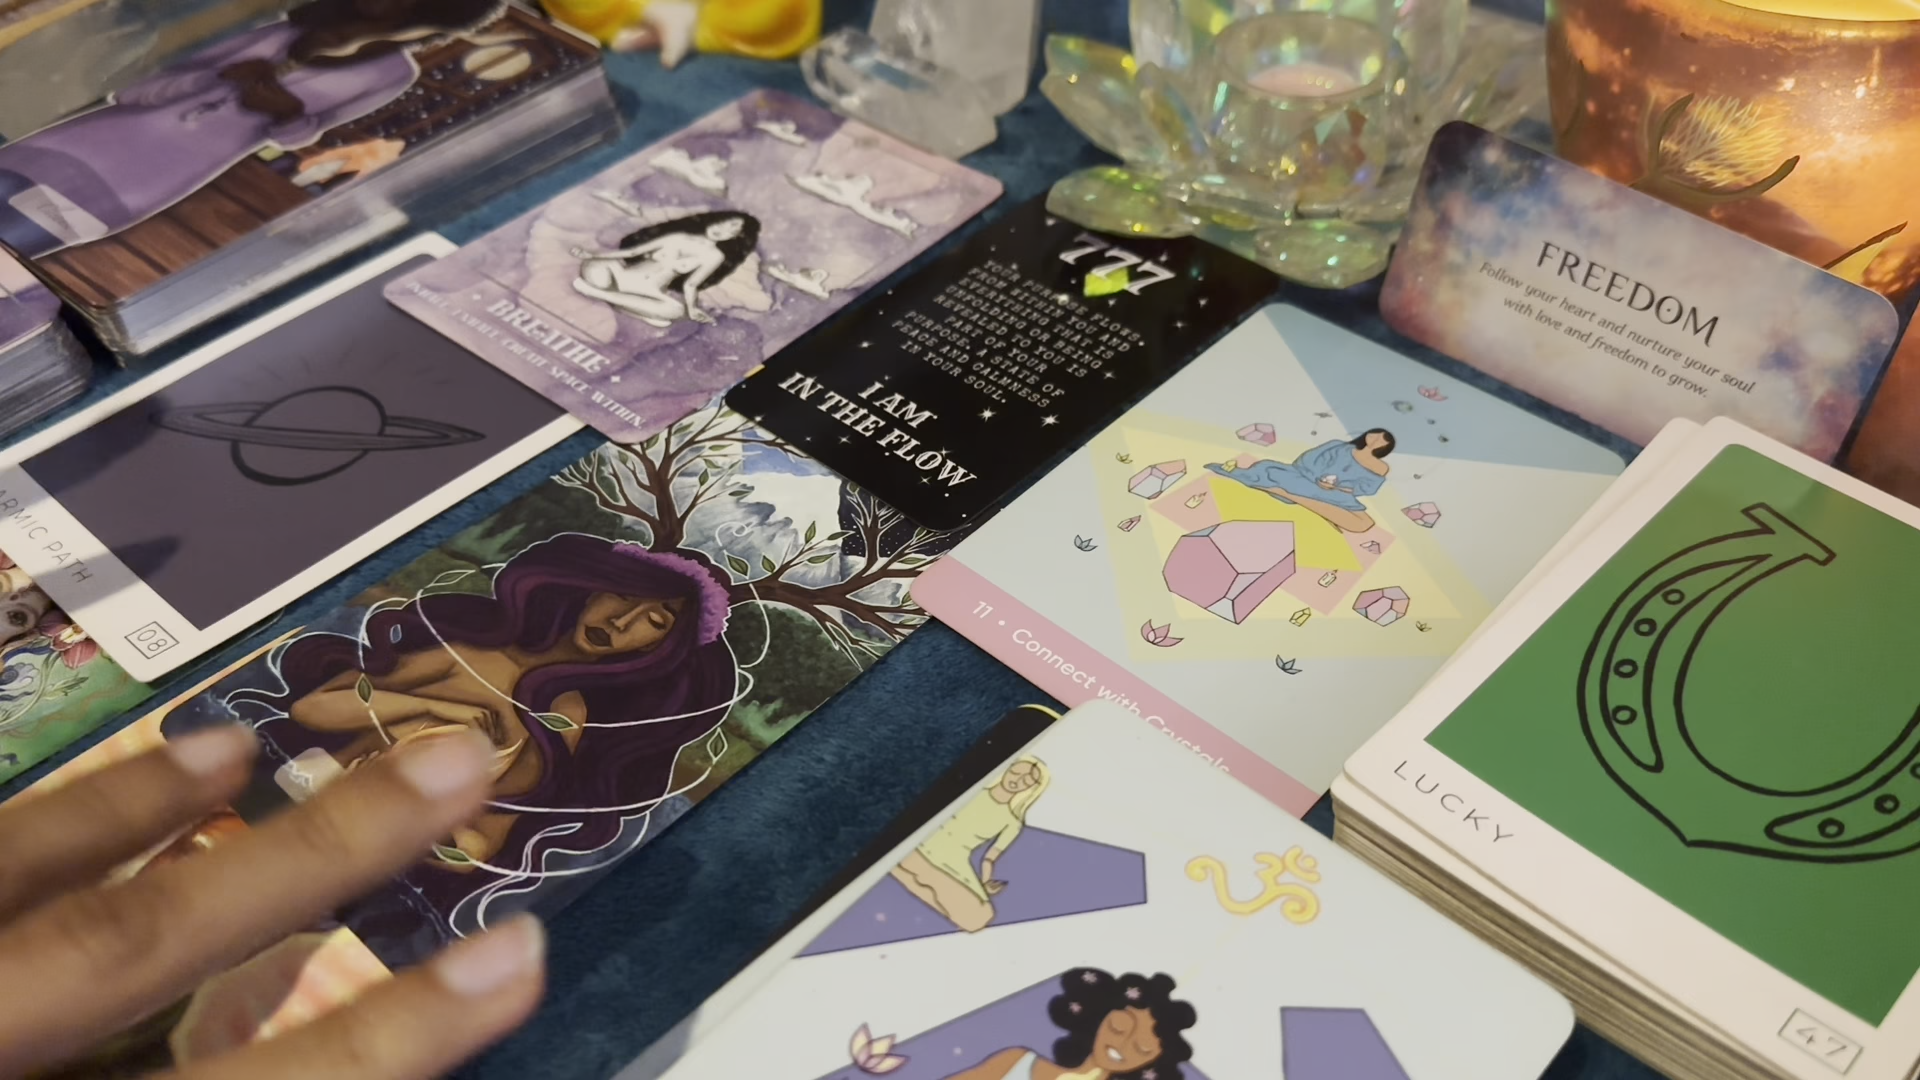 BREATHE
INHALE, EXHALE, CREATE SPACE WITHIN
777
YOUR PURPOSE FLOWS
FROM WITHIN YOU AND
EVERYTHING THAT IS
UNFOLDING OR BEING
REVEALED TO YOU IS
PART OF YOUR
PURPOSE. A STATE OF
PEACE AND CALMNESS
IN YOUR SOUL.
I AM
IN THE FLOW
FREEDOM
Follow your heart and nurture your soul
with love and freedom to grow.
ARMIC PATH
08
11 • Connect with Crystals
LUCKY
47
ॐ